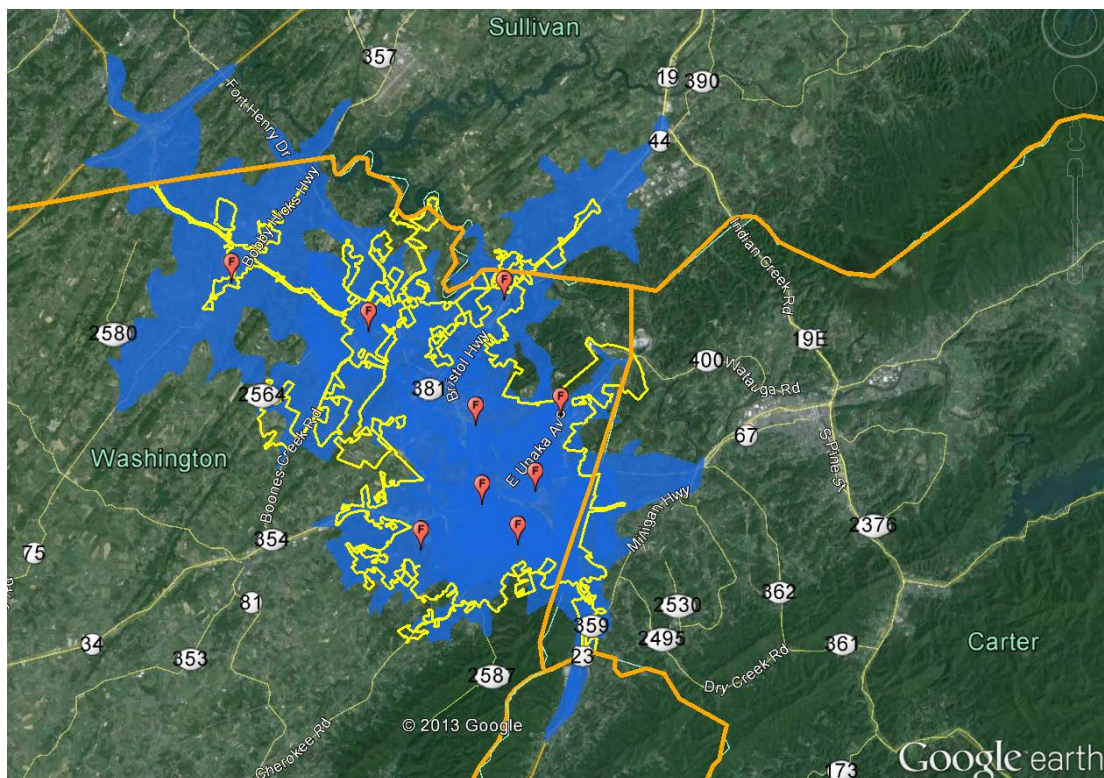 Sullivan
357
19
390
Fort Henry Dr
44
Bobby Hicks Hwy
Indian Creek Rd
F
F
F
2580
19E
400
Watauga Rd
2564
381
Bristol Hwy
F
F
67
Washington
Boones Creek Rd
E Unaka Ave
S Pine St
F
F
Milligan Hwy
F
F
354
2376
75
81
362
2530
359
34
353
2495
361
Carter
23
2587
Dry Creek Rd
© 2013 Google
Cherokee Rd
Google earth
173